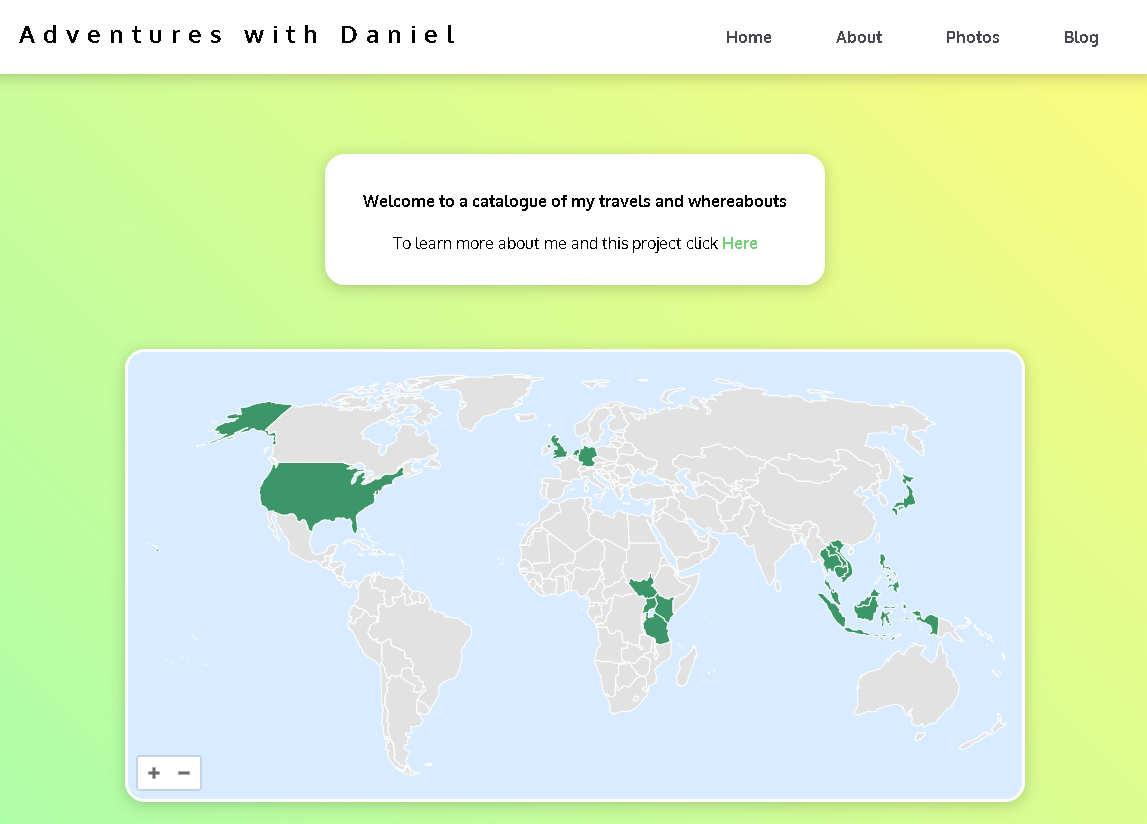 Adventures with Daniel
Home About Photos Blog
Welcome to a catalogue of my travels and whereabouts
To learn more about me and this project click Here
+ −